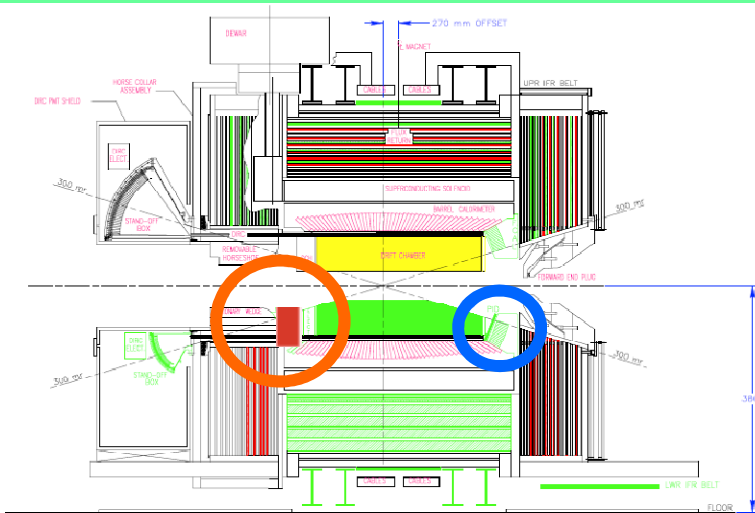 270 mm OFFSET
DEWAR
MAGNET
HORSE COLLAR
ASSEMBLY
CABLES
CABLES
UPR IFR BELT
DIRC PMT SHIELD
FLUX
RETURN
DIRC
ELECT
300 mr
SUPERCONDUCTING SOLENOID
300 mr
BARREL CALORIMETER
STAND-OFF
BOX
DIRC
REMOVABLE
HORSESHOE
DRIFT CHAMBER
FORWARD END PLUG
WEDGE
DIRC
ELECT
STAND-OFF
BOX
300 mr
300 mr
CABLES
CABLES
LWR IFR BELT
FLOOR